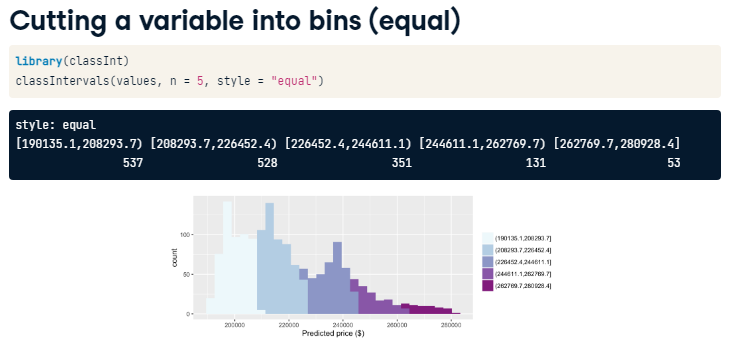 Cutting a variable into bins (equal)
library(classInt)
classIntervals(values, n = 5, style = "equal")
style: equal
[190135.1,208293.7) [208293.7,226452.4) [226452.4,244611.1) [244611.1,262769.7) [262769.7,280928.4]
537 528 351 131 53
count
100
50
0
200000 220000 240000 260000 280000
Predicted price ($)
(190135.1,208293.7]
(208293.7,226452.4]
(226452.4,244611.1]
(244611.1,262769.7]
(262769.7,280928.4]